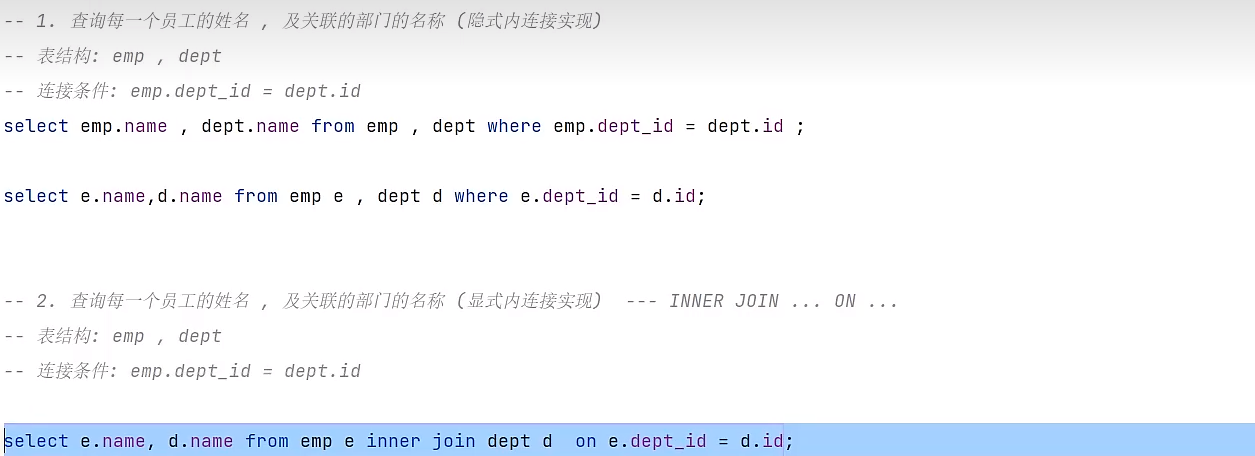 -- 1. 查询每一个员工的姓名 , 及关联的部门的名称 (隐式内连接实现)
-- 表结构: emp , dept
-- 连接条件: emp.dept_id = dept.id
select emp.name , dept.name from emp , dept where emp.dept_id = dept.id ;
select e.name,d.name from emp e , dept d where e.dept_id = d.id;
-- 2. 查询每一个员工的姓名 , 及关联的部门的名称 (显式内连接实现)  --- INNER JOIN ... ON ...
-- 表结构: emp , dept
-- 连接条件: emp.dept_id = dept.id
select e.name, d.name from emp e inner join dept d  on e.dept_id = d.id;